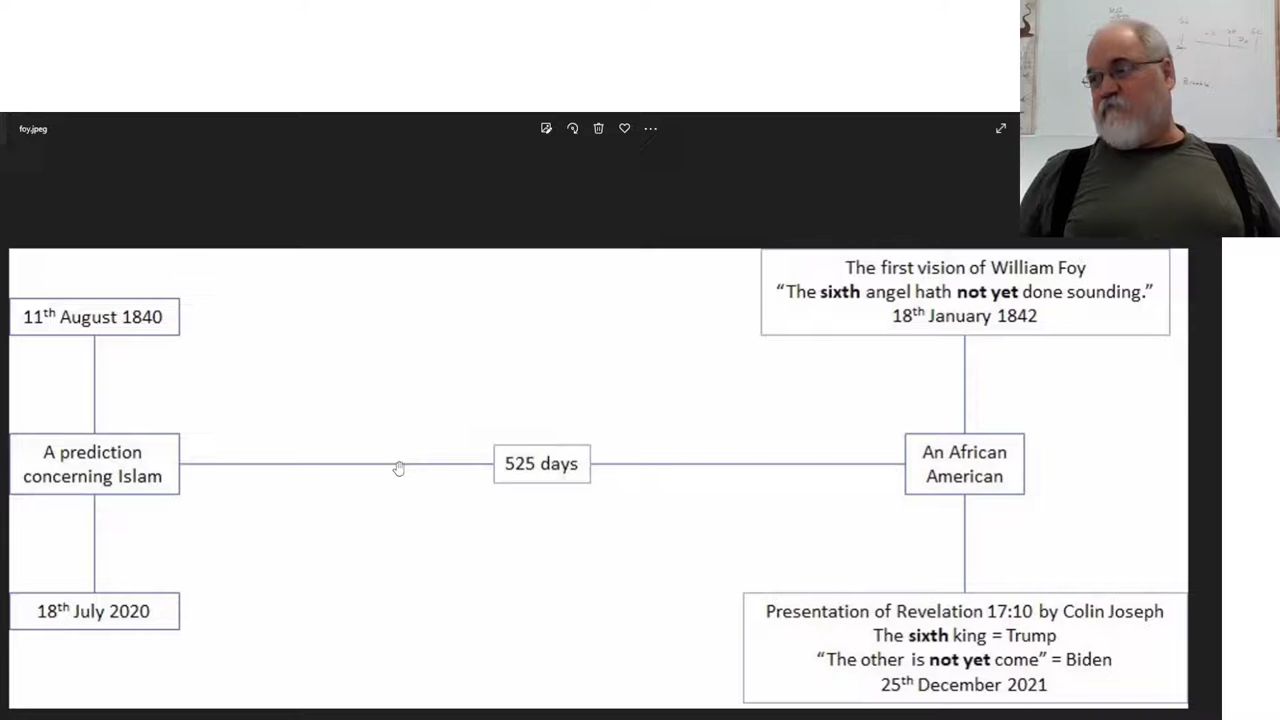 foy.jpeg
The first vision of William Foy
“The sixth angel hath not yet done sounding.”
18th January 1842
11th August 1840
A prediction
concerning Islam
525 days
An African
American
18th July 2020
Presentation of Revelation 17:10 by Colin Joseph
The sixth king = Trump
“The other is not yet come” = Biden
25th December 2021